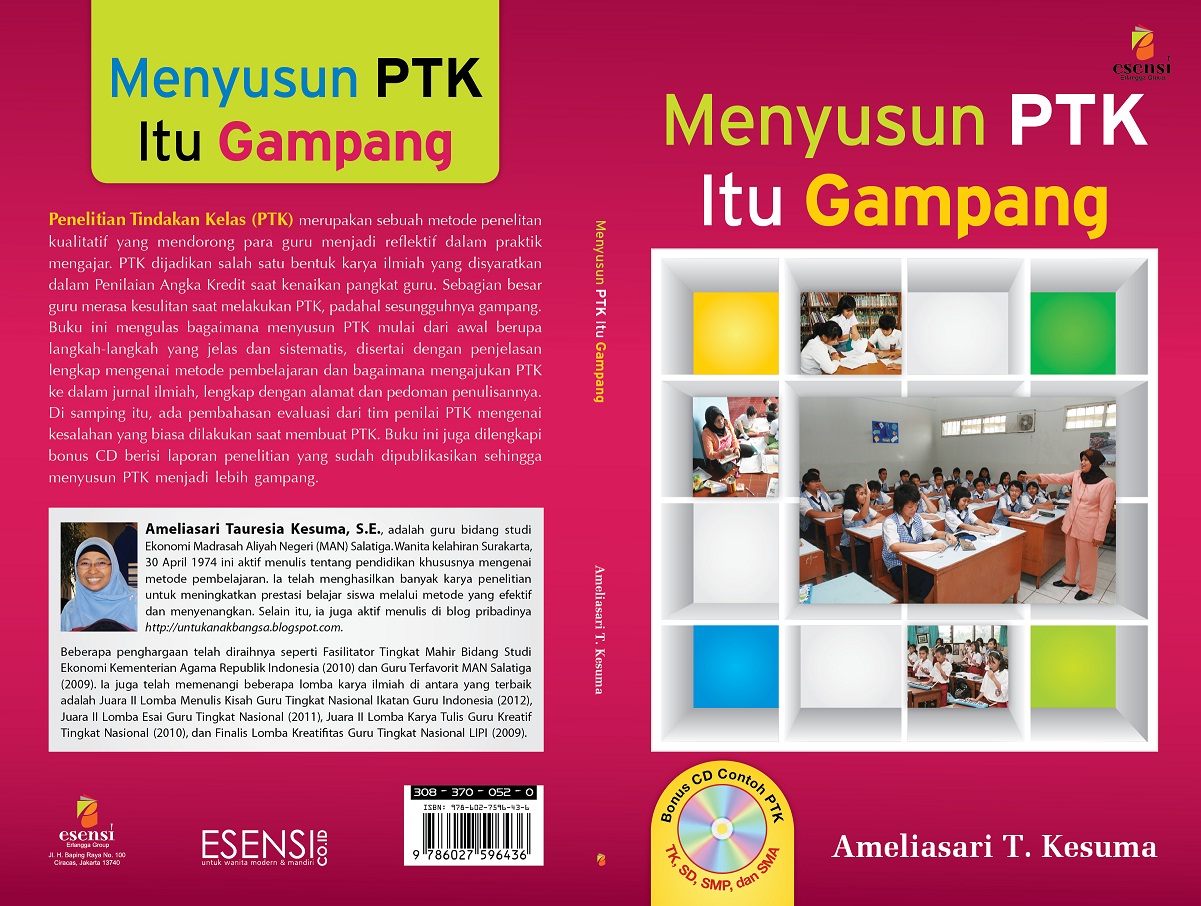 Menyusun PTK
Itu Gampang
Penelitian Tindakan Kelas (PTK) merupakan sebuah metode penelitan
kualitatif yang mendorong para guru menjadi reflektif dalam praktik
mengajar. PTK dijadikan salah satu bentuk karya ilmiah yang disyaratkan
dalam Penilaian Angka Kredit saat kenaikan pangkat guru. Sebagian besar
guru merasa kesulitan saat melakukan PTK, padahal sesungguhnya gampang.
Buku ini mengulas bagaimana menyusun PTK mulai dari awal berupa
langkah-langkah yang jelas dan sistematis, disertai dengan penjelasan
lengkap mengenai metode pembelajaran dan bagaimana mengajukan PTK
ke dalam jurnal ilmiah, lengkap dengan alamat dan pedoman penulisannya.
Di samping itu, ada pembahasan evaluasi dari tim penilai PTK mengenai
kesalahan yang biasa dilakukan saat membuat PTK. Buku ini juga dilengkapi
bonus CD berisi laporan penelitian yang sudah dipublikasikan sehingga
menyusun PTK menjadi lebih gampang.
Ameliasari Tauresia Kesuma, S.E., adalah guru bidang studi
Ekonomi Madrasah Aliyah Negeri (MAN) Salatiga. Wanita kelahiran Surakarta,
30 April 1974 ini aktif menulis tentang pendidikan khususnya mengenai
metode pembelajaran. Ia telah menghasilkan banyak karya penelitian
untuk meningkatkan prestasi belajar siswa melalui metode yang efektif
dan menyenangkan. Selain itu, ia juga aktif menulis di blog pribadinya
http://untukanakbangsa.blogspot.com.
Beberapa penghargaan telah diraihnya seperti Fasilitator Tingkat Mahir Bidang Studi
Ekonomi Kementerian Agama Republik Indonesia (2010) dan Guru Terfavorit MAN Salatiga
(2009). Ia juga telah memenangi beberapa lomba karya ilmiah di antara yang terbaik
adalah Juara II Lomba Menulis Kisah Guru Tingkat Nasional Ikatan Guru Indonesia (2012),
Juara II Lomba Esai Guru Tingkat Nasional (2011), Juara II Lomba Karya Tulis Guru Kreatif
Tingkat Nasional (2010), dan Finalis Lomba Kreatifitas Guru Tingkat Nasional LIPI (2009).
esensi
Erlangga Group
Jl. H. Baping Raya No. 100
Ciracas, Jakarta 13740
ESENSI.CO.ID
untuk wanita modern & mandiri
308 - 370 - 052 - 0
ISBN: 978-602-7596-43-6
9 786027 596436
Menyusun PTK Itu Gampang
Ameliasari T. Kesuma
esensi
Erlangga Group
Menyusun PTK
Itu Gampang
Bonus CD Contoh PTK
TK, SD, SMP, dan SMA
Ameliasari T. Kesuma